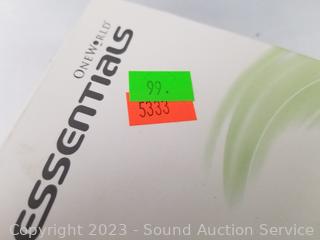 ONEWORLD®
ESSENTIALS
99.
5333
Copyright 2023 - Sound Auction Service